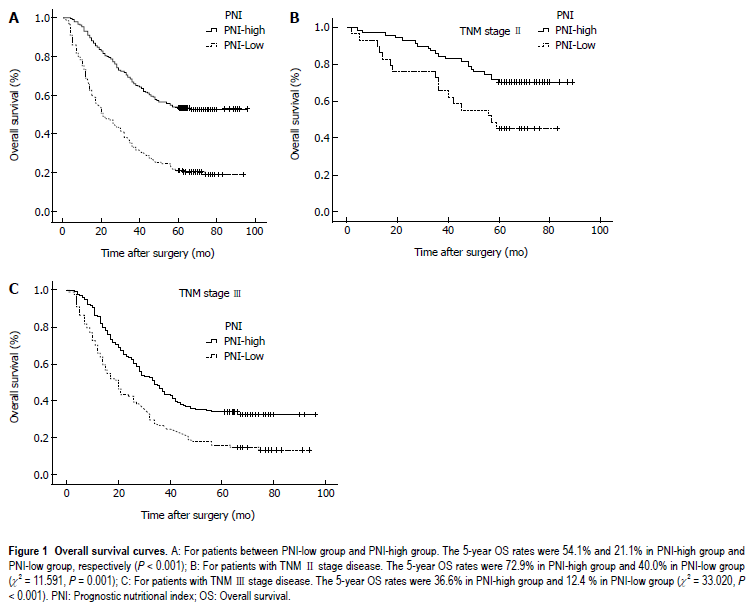 A
PNI
PNI-high
PNI-Low
Overall survival (%)
1.0
0.8
0.6
0.4
0.2
0.0
0 20 40 60 80 100
Time after surgery (mo)
B
TNM stage Ⅱ
PNI
PNI-high
PNI-Low
Overall survival (%)
1.0
0.8
0.6
0.4
0.2
0.0
0 20 40 60 80 100
Time after surgery (mo)
C
TNM stage Ⅲ
PNI
PNI-high
PNI-Low
Overall survival (%)
1.0
0.8
0.6
0.4
0.2
0.0
0 20 40 60 80 100
Time after surgery (mo)
Figure 1 Overall survival curves. A: For patients between PNI-low group and PNI-high group. The 5-year OS rates were 54.1% and 21.1% in PNI-high group and
PNI-low group, respectively (P < 0.001); B: For patients with TNM Ⅱ stage disease. The 5-year OS rates were 72.9% in PNI-high group and 40.0% in PNI-low group
(χ² = 11.591, P = 0.001); C: For patients with TNM Ⅲ stage disease. The 5-year OS rates were 36.6% in PNI-high group and 12.4 % in PNI-low group (χ² = 33.020, P
< 0.001). PNI: Prognostic nutritional index; OS: Overall survival.